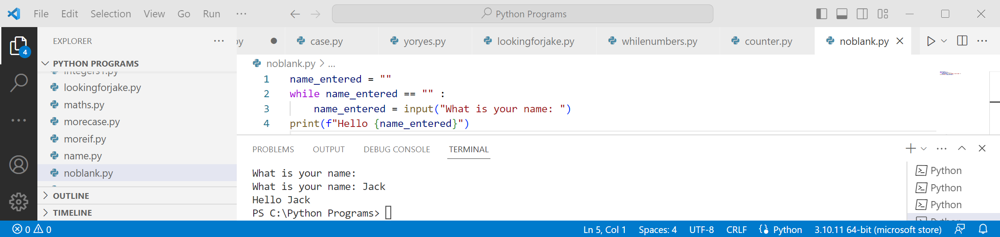 File Edit Selection View Go Run ... Python Programs
4
EXPLORER ...
PYTHON PROGRAMS
integers1.py
lookingforjake.py
maths.py
morecase.py
moreif.py
name.py
noblank.py
OUTLINE
TIMELINE
py case.py yoryes.py lookingforjake.py whilenumbers.py counter.py noblank.py
noblank.py > ...
1 name_entered = ""
2 while name_entered == "" :
3     name_entered = input("What is your name: ")
4 print(f"Hello {name_entered}")
PROBLEMS OUTPUT DEBUG CONSOLE TERMINAL
What is your name:
What is your name: Jack
Hello Jack
PS C:\Python Programs>
Python
Python
Python
Python
0 0 Ln 5, Col 1 Spaces: 4 UTF-8 CRLF Python 3.10.11 64-bit (microsoft store)